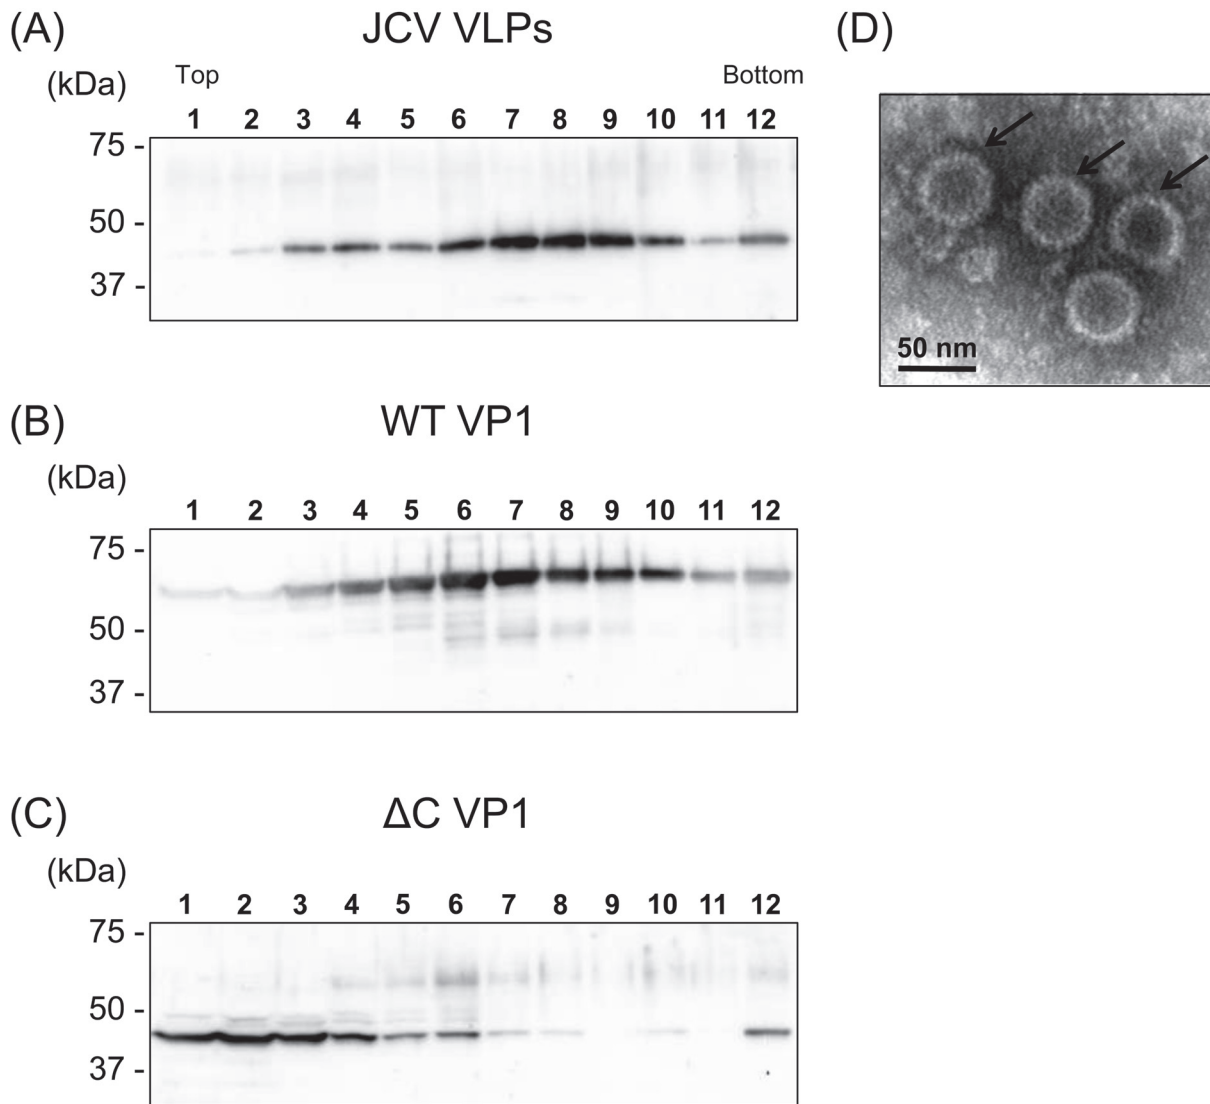 (A) JCV VLPs
(kDa) Top Bottom
1 2 3 4 5 6 7 8 9 10 11 12
75 -
50 -
37 -
(D)
50 nm
(B) WT VP1
(kDa)
1 2 3 4 5 6 7 8 9 10 11 12
75 -
50 -
37 -
(C) ΔC VP1
(kDa)
1 2 3 4 5 6 7 8 9 10 11 12
75 -
50 -
37 -